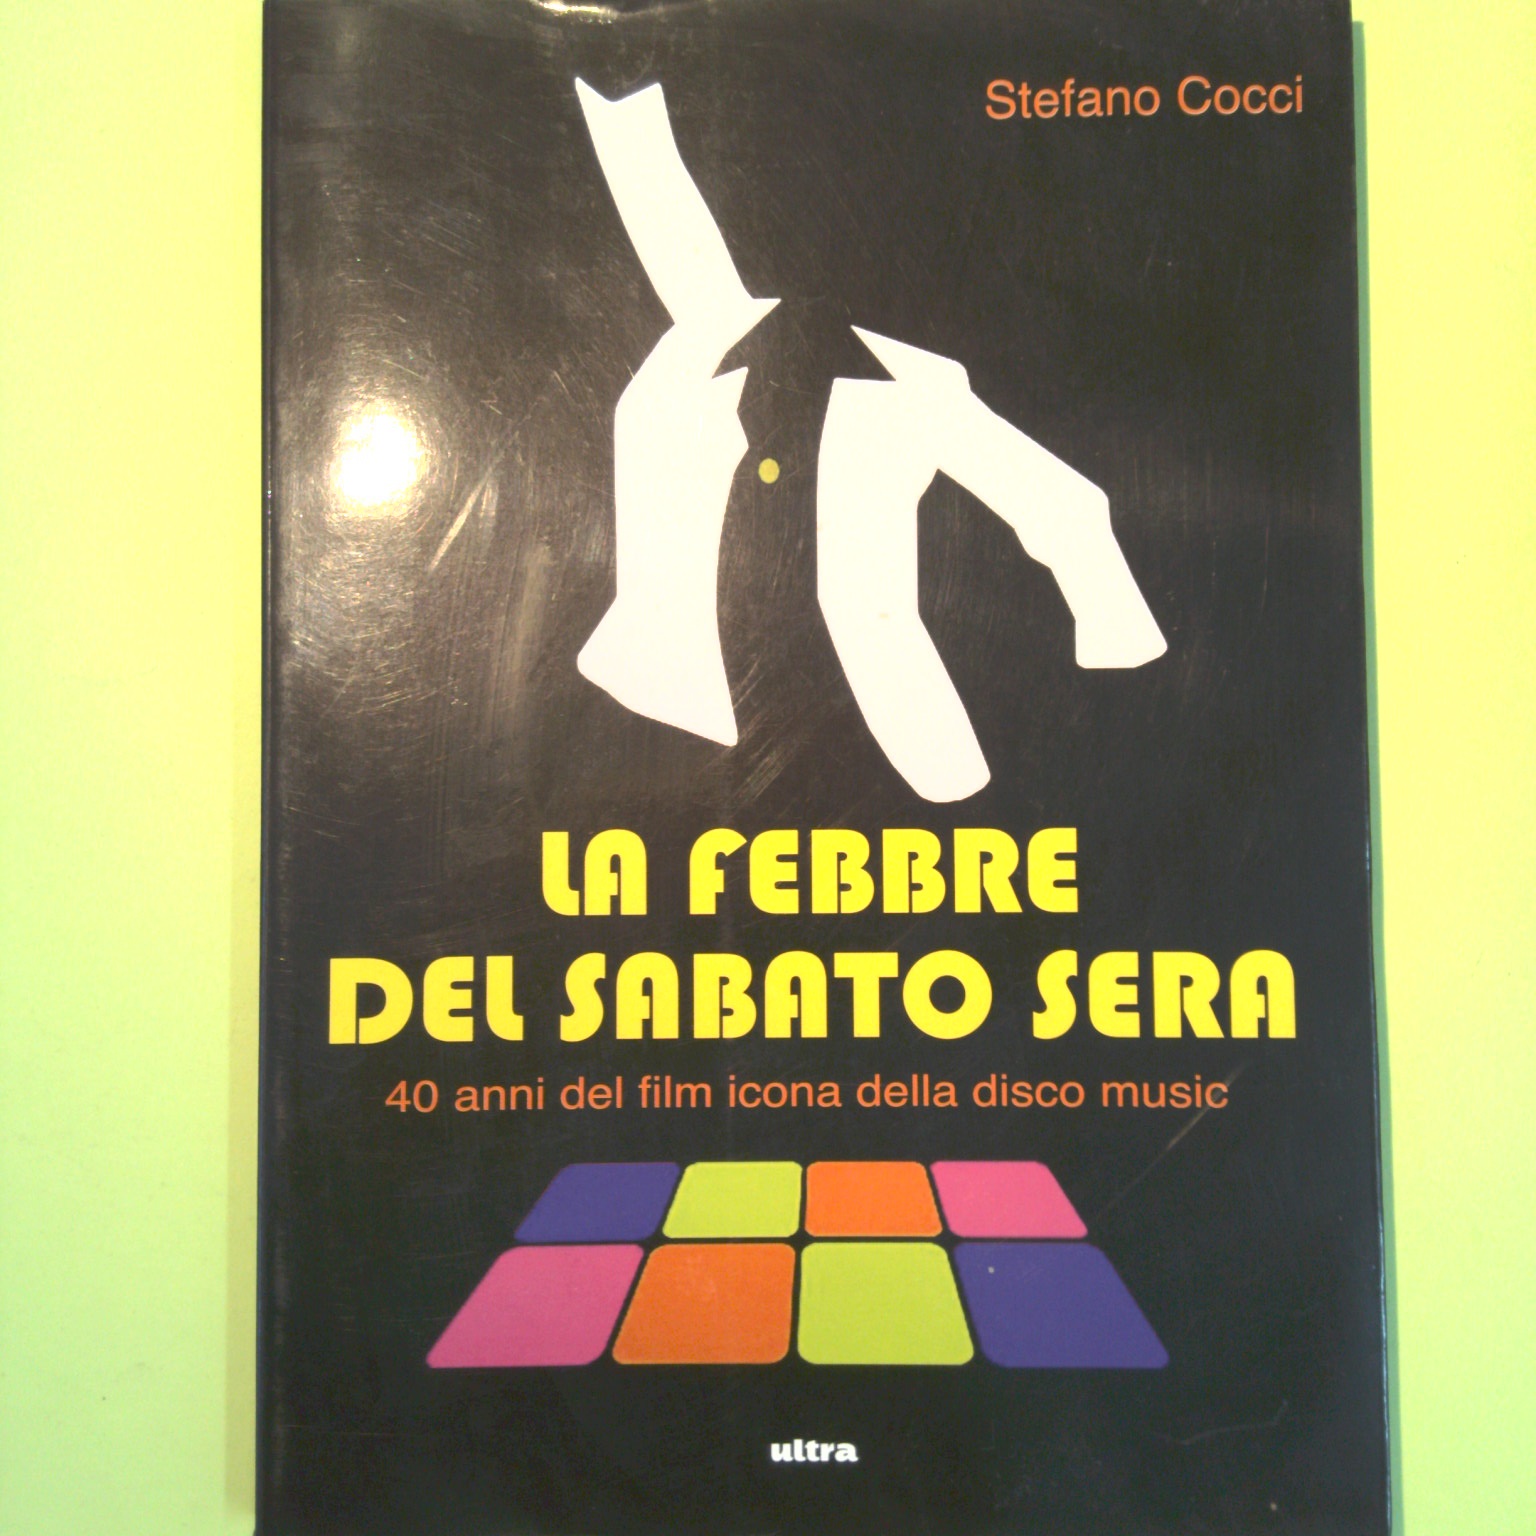 Stefano Cocci
LA FEBBRE
DEL SABATO SERA
40 anni del film icona della disco music
ultra